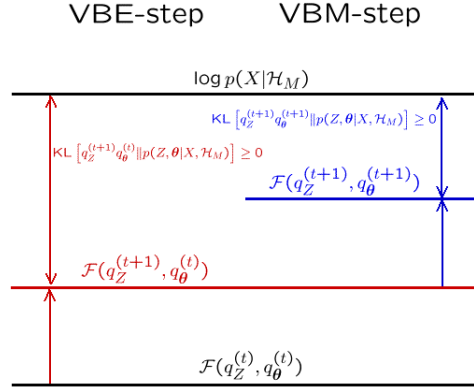 VBE-step VBM-step
log p(X|ℋ_M)
KL [q_Z^{(t+1)} q_θ^{(t+1)} ∥ p(Z, θ|X, ℋ_M)] ≥ 0
KL [q_Z^{(t+1)} q_θ^{(t)} ∥ p(Z, θ|X, ℋ_M)] ≥ 0
ℱ(q_Z^{(t+1)}, q_θ^{(t+1)})
ℱ(q_Z^{(t+1)}, q_θ^{(t)})
ℱ(q_Z^{(t)}, q_θ^{(t)})